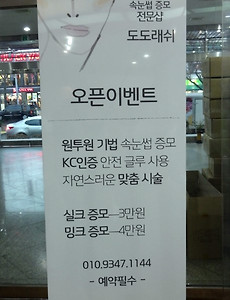 속눈썹 증모
전문샵
도도래쉬
오픈이벤트
원투원 기법 속눈썹 증모
KC인증 안전 글루 사용
자연스러운 맞춤 시술
실크 증모—3만원
밍크 증모—4만원
010.9347.1144
- 예약필수 -